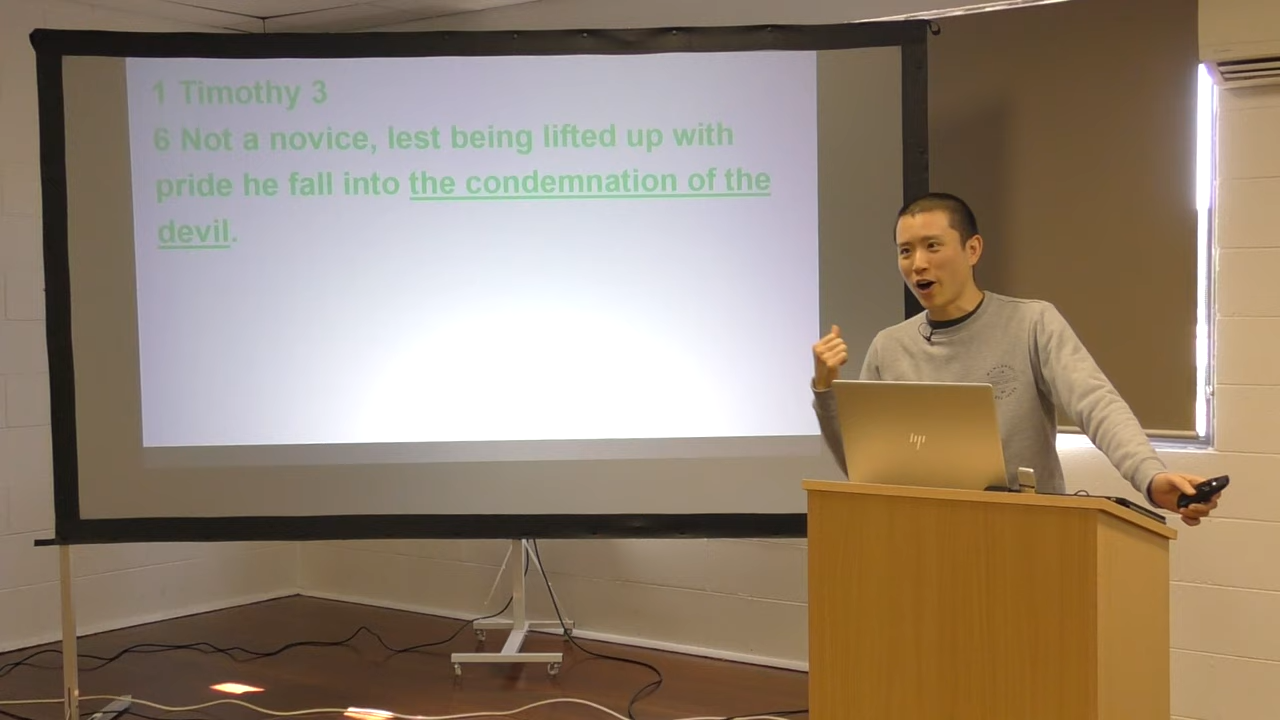 1 Timothy 3
6 Not a novice, lest being lifted up with
pride he fall into the condemnation of the
devil.
hp